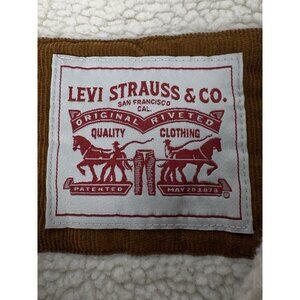 LEVI STRAUSS & CO.
SAN FRANCISCO
CAL.
ORIGINAL RIVETED
QUALITY CLOTHING
PATENTED MAY 20 1873
®